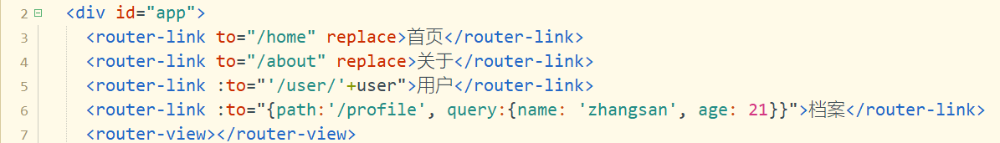 2 <div id="app">
3 <router-link to="/home" replace>首页</router-link>
4 <router-link to="/about" replace>关于</router-link>
5 <router-link :to="'/user/'+user">用户</router-link>
6 <router-link :to="{path:'/profile', query:{name: 'zhangsan', age: 21}}">档案</router-link>
7 <router-view></router-view>